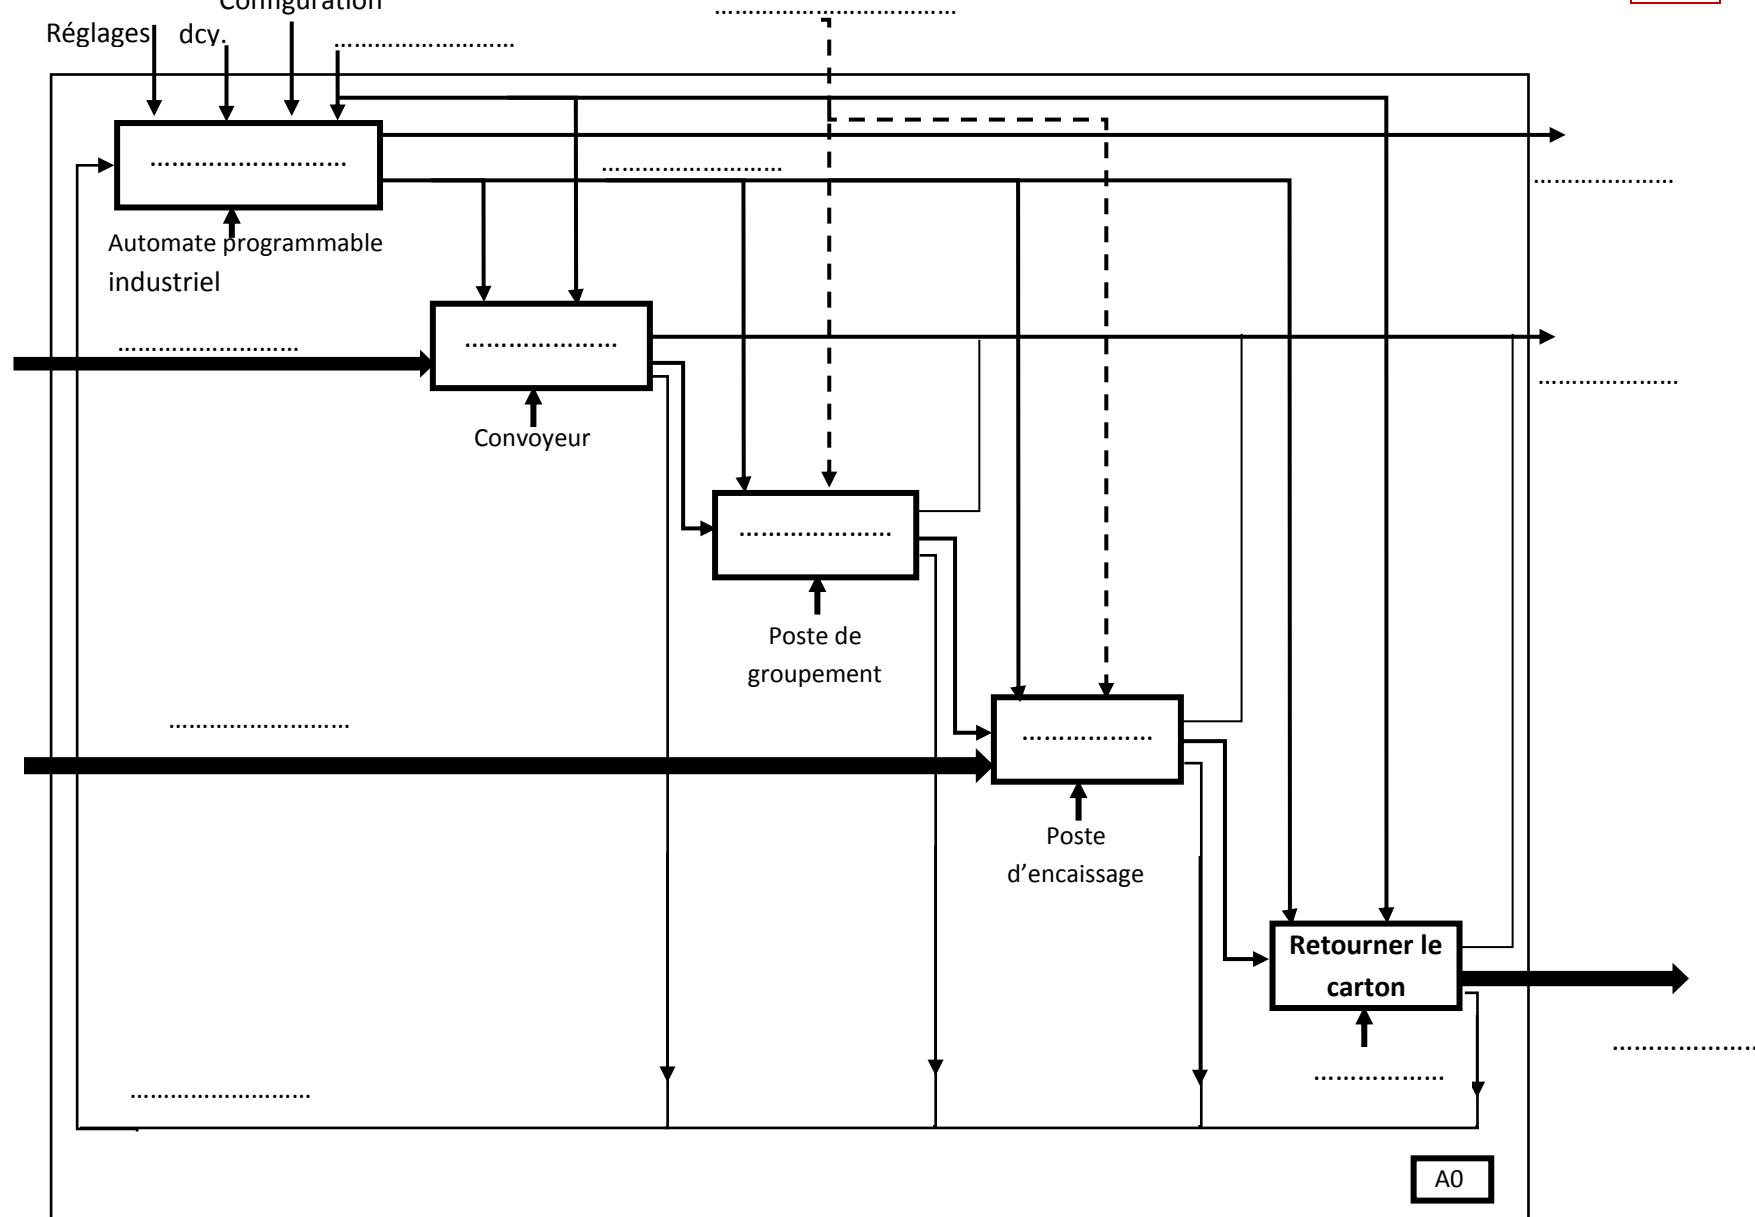 Configuration
Réglages dcy.
..............................
..............................
..............................
..............................
....................
Automate programmable
industriel
..............................
.....................
....................
Convoyeur
.....................
Poste de
groupement
..............................
..................
Poste
d'encaissage
Retourner le
carton
....................
..................
..............................
A0